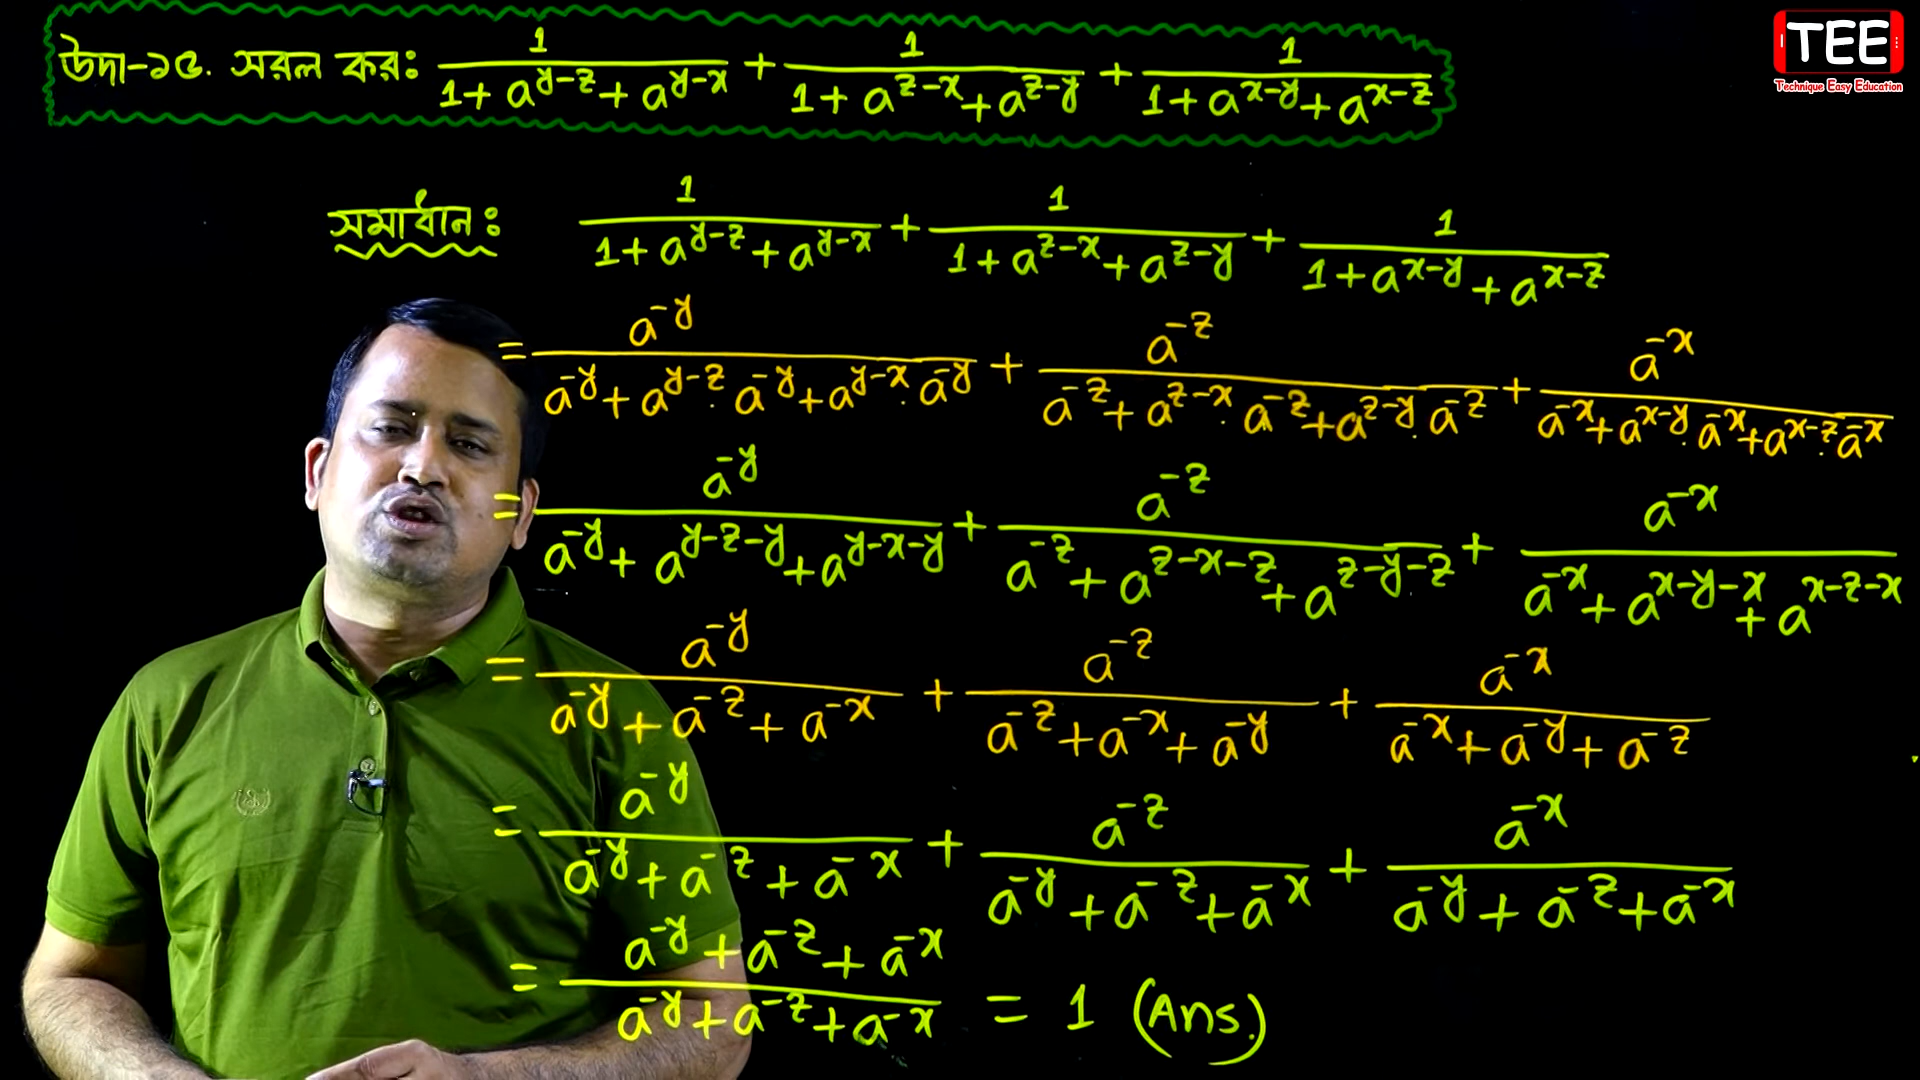 উদা-১৫. সরল করঃ 1/(1+a^(y-z)+a^(y-x)) + 1/(1+a^(z-x)+a^(z-y)) + 1/(1+a^(x-y)+a^(x-z))
TEE
Technique Easy Education
সমাধানঃ 1/(1+a^(y-z)+a^(y-x)) + 1/(1+a^(z-x)+a^(z-y)) + 1/(1+a^(x-y)+a^(x-z))
= a^(-y)/(a^(-y)+a^(y-z).a^(-y)+a^(y-x).a^(-y)) + a^(-z)/(a^(-z)+a^(z-x).a^(-z)+a^(z-y).a^(-z)) + a^(-x)/(a^(-x)+a^(x-y).a^(-x)+a^(x-z).a^(-x))
= a^(-y)/(a^(-y)+a^(y-z-y)+a^(y-x-y)) + a^(-z)/(a^(-z)+a^(z-x-z)+a^(z-y-z)) + a^(-x)/(a^(-x)+a^(x-y-x)+a^(x-z-x))
= a^(-y)/(a^(-y)+a^(-z)+a^(-x)) + a^(-z)/(a^(-z)+a^(-x)+a^(-y)) + a^(-x)/(a^(-x)+a^(-y)+a^(-z))
= a^(-y)/(a^(-y)+a^(-z)+a^(-x)) + a^(-z)/(a^(-y)+a^(-z)+a^(-x)) + a^(-x)/(a^(-y)+a^(-z)+a^(-x))
= (a^(-y)+a^(-z)+a^(-x))/(a^(-y)+a^(-z)+a^(-x)) = 1 (Ans.)